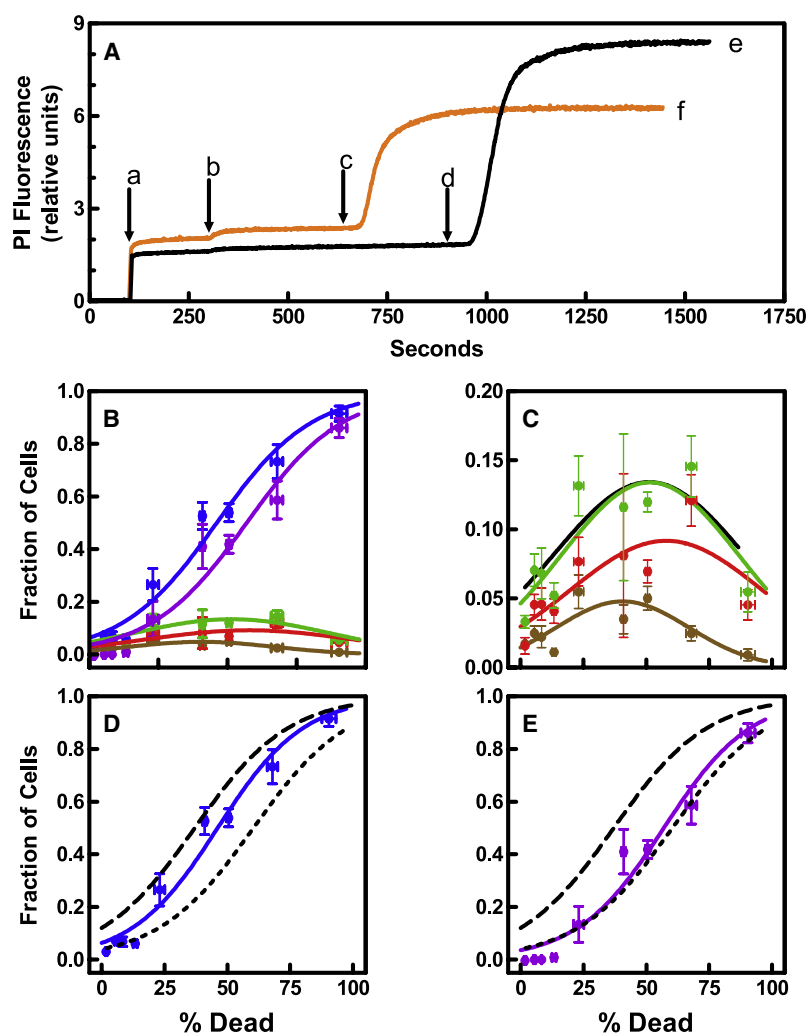 9
A
e
6
f
PI Fluorescence
(relative units)
a
b
c
d
3
0
0 250 500 750 1000 1250 1500 1750
Seconds
1.0
B
0.8
0.6
0.4
0.2
0.0
Fraction of Cells
0.20
C
0.15
0.10
0.05
0.00
1.0
D
0.8
0.6
0.4
0.2
0.0
Fraction of Cells
0 25 50 75 100
% Dead
1.0
E
0.8
0.6
0.4
0.2
0.0
0 25 50 75 100
% Dead